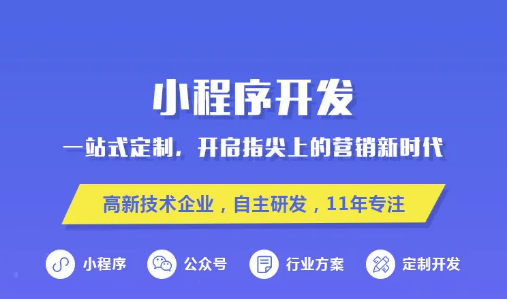 小程序开发
一站式定制，开启指尖上的营销新时代
高新技术企业，自主研发，11年专注
小程序 公众号 行业方案 定制开发